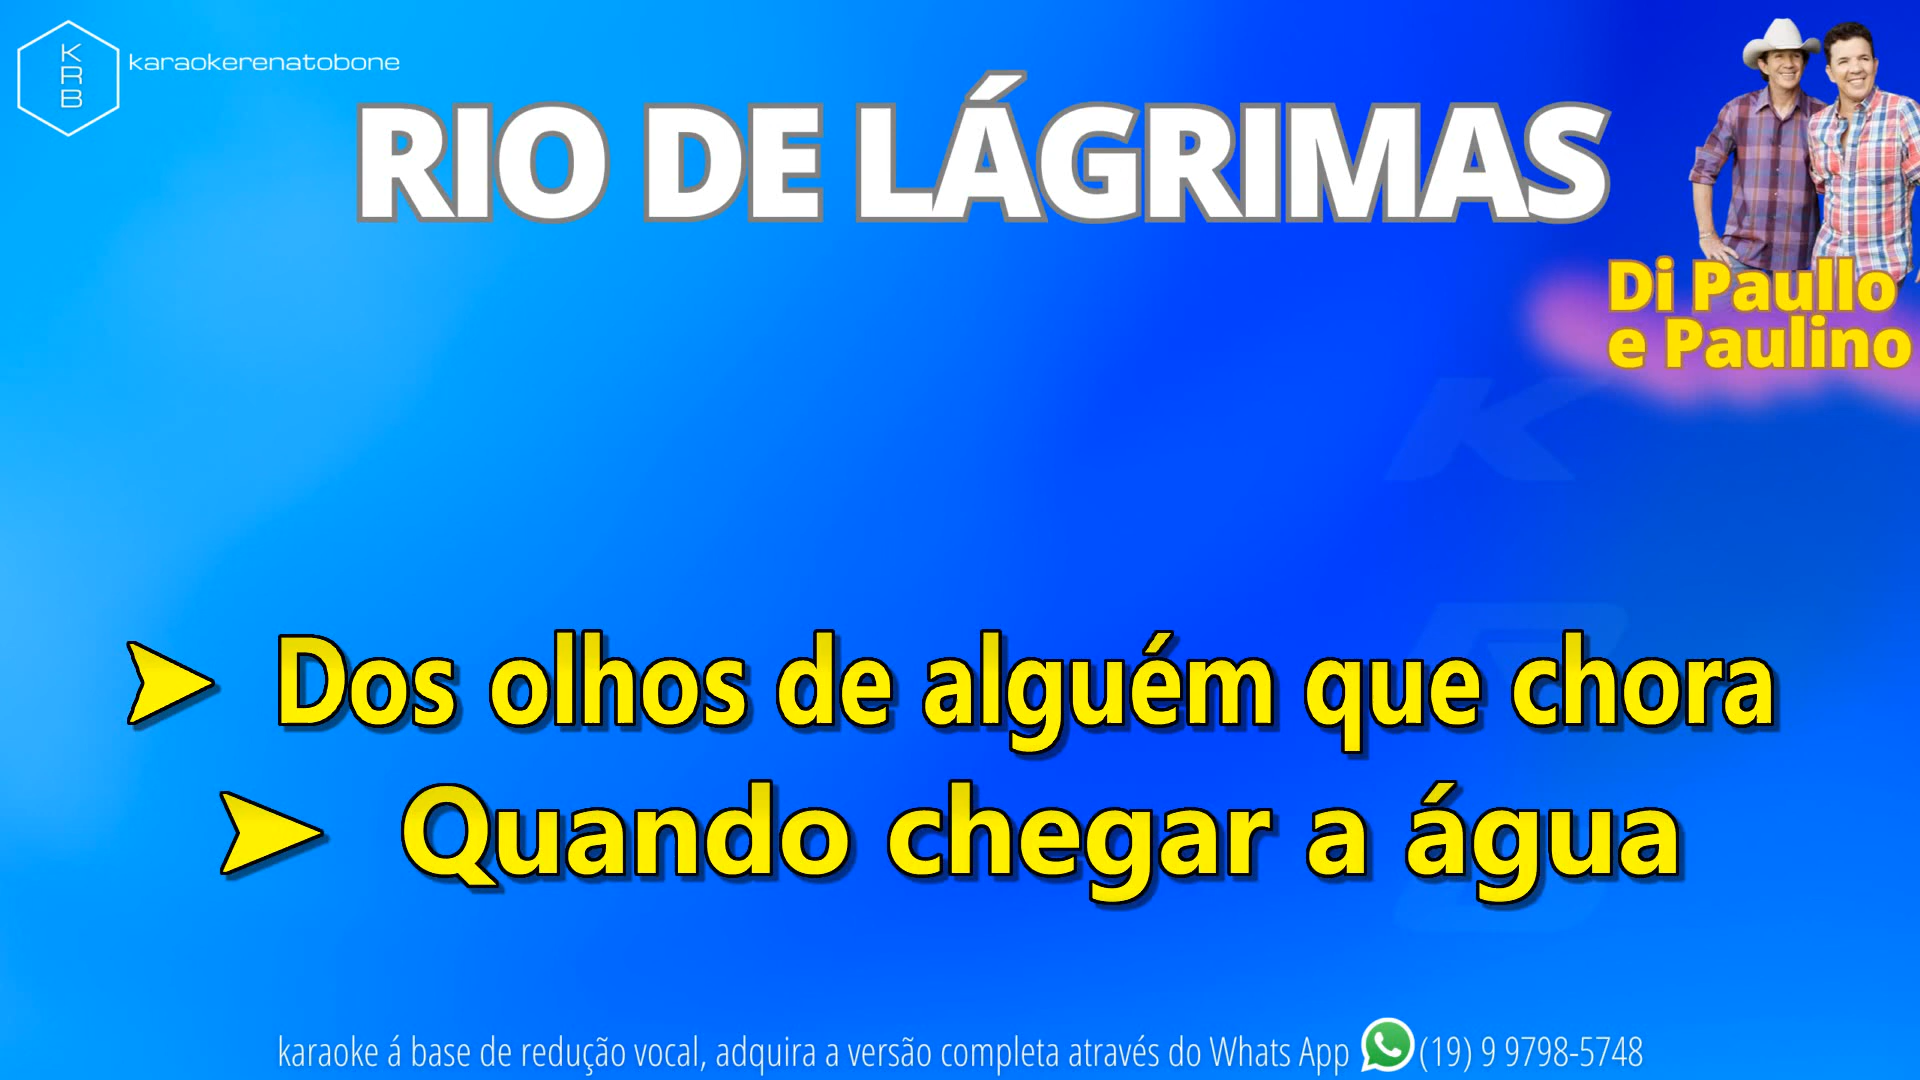 KRB
karaokerenatobone
RIO DE LÁGRIMAS
Di Paullo
e Paulino
➤ Dos olhos de alguém que chora
➤ Quando chegar a água
karaoke á base de redução vocal, adquira a versão completa através do Whats App (19) 9 9798-5748